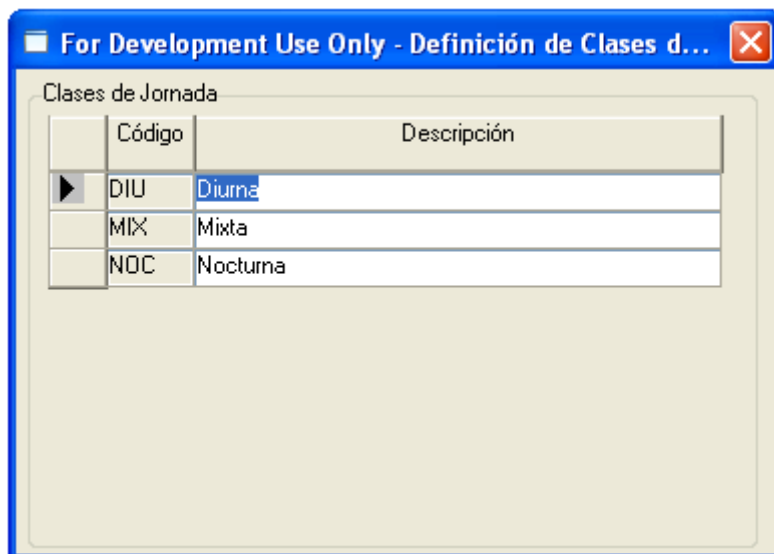 For Development Use Only - Definición de Clases d...
Clases de Jornada
Código Descripción
DIU Diurna
MIX Mixta
NOC Nocturna